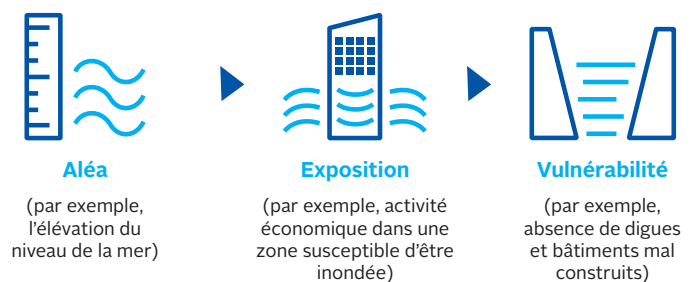 Aléa
(par exemple,
l'élévation du
niveau de la mer)
Exposition
(par exemple, activité
économique dans une
zone susceptible d'être
inondée)
Vulnérabilité
(par exemple,
absence de digues
et bâtiments mal
construits)